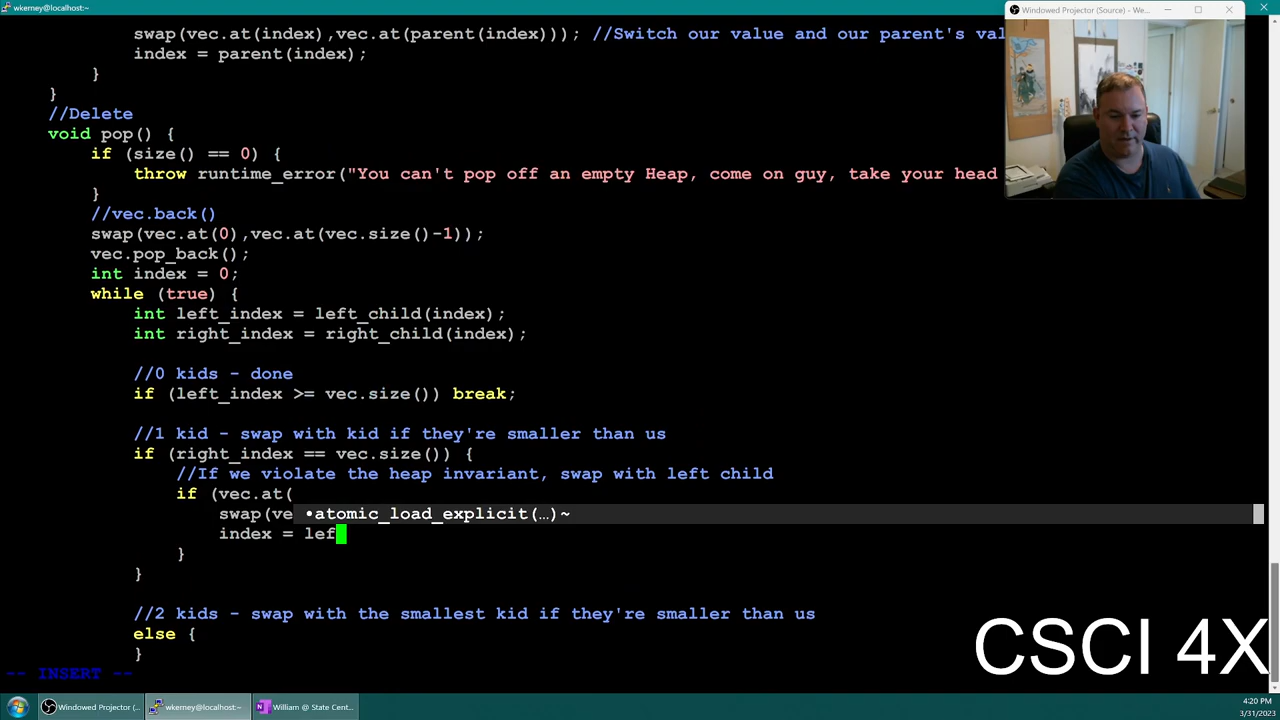 wkerney@localhost:~
Windowed Projector (Source) - We...
swap(vec.at(index),vec.at(parent(index))); //Switch our value and our parent's val
index = parent(index);
}
}
//Delete
void pop() {
if (size() == 0) {
throw runtime_error("You can't pop off an empty Heap, come on guy, take your head
}
//vec.back()
swap(vec.at(0),vec.at(vec.size()-1));
vec.pop_back();
int index = 0;
while (true) {
int left_index = left_child(index);
int right_index = right_child(index);
//0 kids - done
if (left_index >= vec.size()) break;
//1 kid - swap with kid if they're smaller than us
if (right_index == vec.size()) {
//If we violate the heap invariant, swap with left child
if (vec.at(
swap(ve •atomic_load_explicit(…)~
index = lef
}
}
//2 kids - swap with the smallest kid if they're smaller than us
else {
}
-- INSERT --
CSCI 4X
Windowed Projector (...
wkerney@localhost:~
William @ State Cent...
4:20 PM
3/31/2023